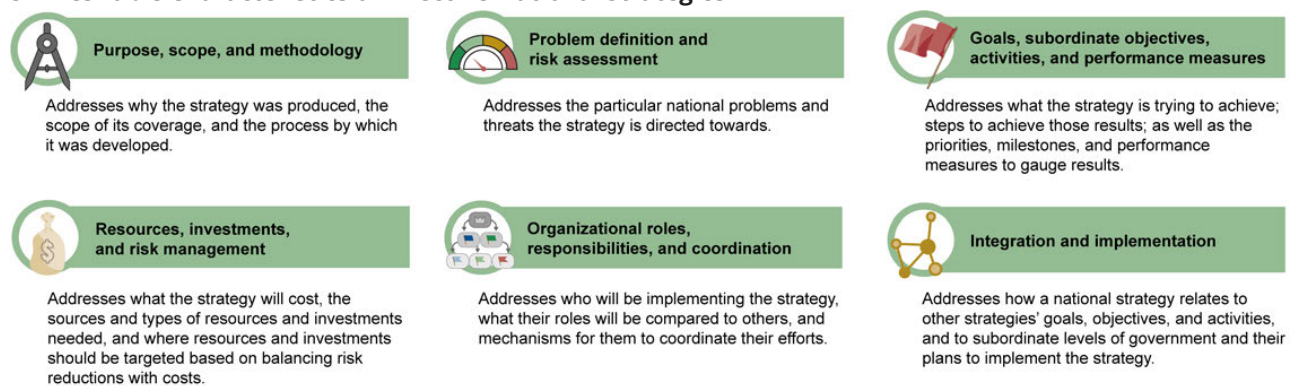 Purpose, scope, and methodology
Addresses why the strategy was produced, the
scope of its coverage, and the process by which
it was developed.
Problem definition and
risk assessment
Addresses the particular national problems and
threats the strategy is directed towards.
Goals, subordinate objectives,
activities, and performance measures
Addresses what the strategy is trying to achieve;
steps to achieve those results; as well as the
priorities, milestones, and performance
measures to gauge results.
Resources, investments,
and risk management
Addresses what the strategy will cost, the
sources and types of resources and investments
needed, and where resources and investments
should be targeted based on balancing risk
reductions with costs.
Organizational roles,
responsibilities, and coordination
Addresses who will be implementing the strategy,
what their roles will be compared to others, and
mechanisms for them to coordinate their efforts.
Integration and implementation
Addresses how a national strategy relates to
other strategies' goals, objectives, and activities,
and to subordinate levels of government and their
plans to implement the strategy.